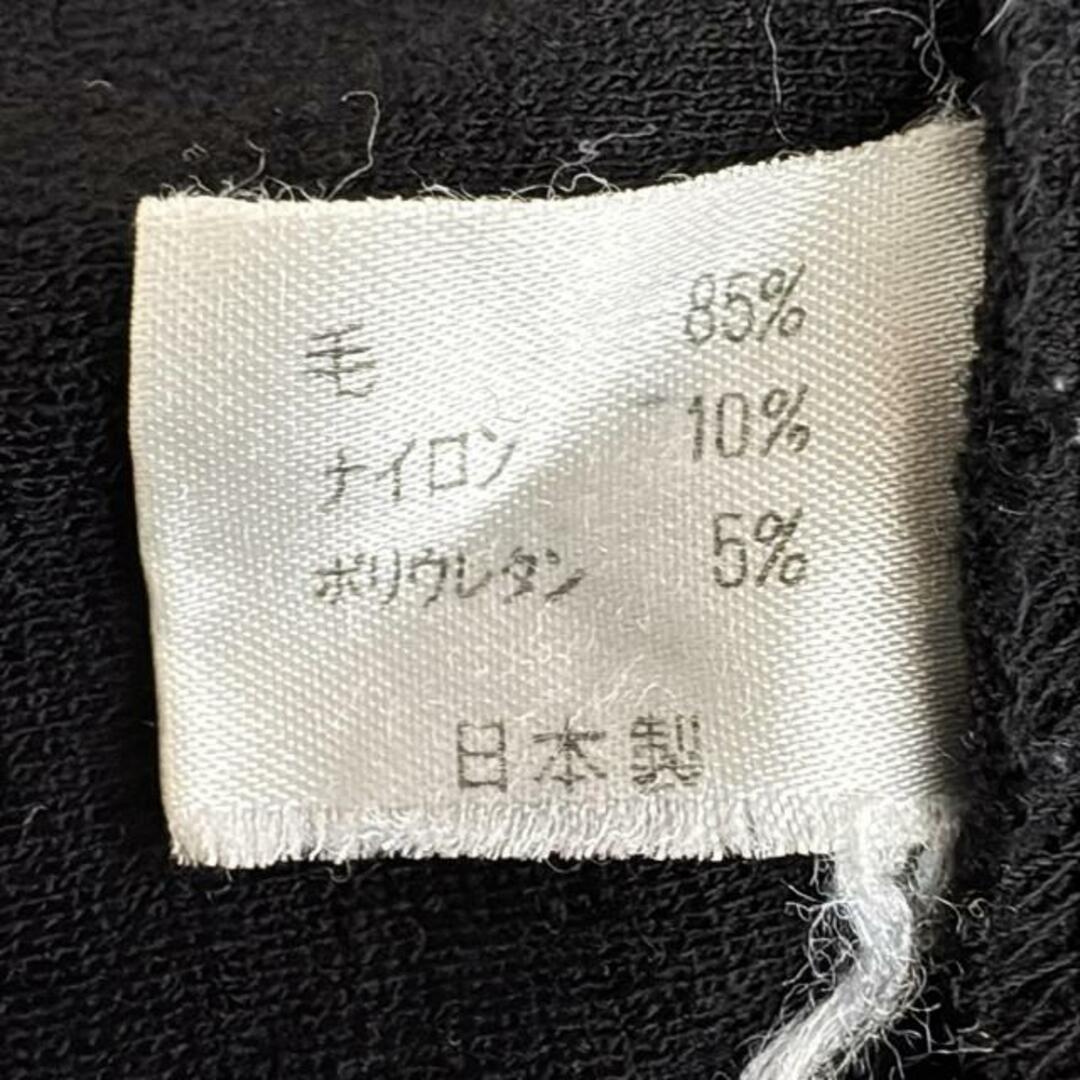 毛 85%
ナイロン 10%
ポリウレタン 5%
日本製